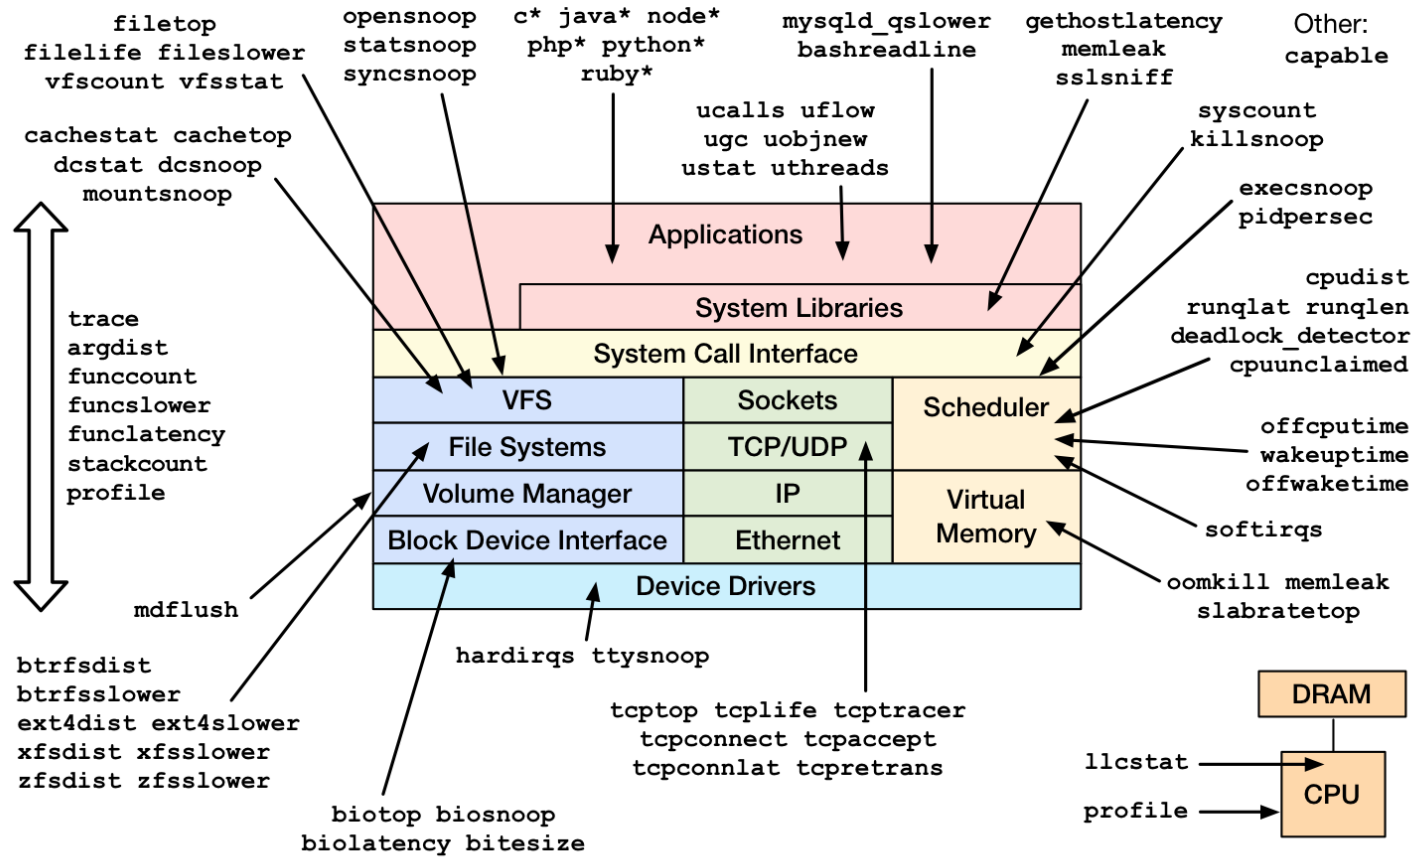 filetop
filelife fileslower
vfscount vfsstat
opensnoop
statsnoop
syncsnoop
c* java* node*
php* python*
ruby*
mysqld_qslower
bashreadline
gethostlatency
memleak
sslsniff
Other:
capable
cachestat cachetop
dcstat dcsnoop
mountsnoop
ucalls uflow
ugc uobjnew
ustat uthreads
syscount
killsnoop
execsnoop
pidpersec
cpudist
runqlat runqlen
deadlock_detector
cpuunclaimed
offcputime
wakeuptime
offwaketime
softirqs
oomkill memleak
slabratetop
trace
argdist
funccount
funcslower
funclatency
stackcount
profile
Applications
System Libraries
System Call Interface
VFS
Sockets
Scheduler
File Systems
TCP/UDP
Volume Manager
IP
Virtual
Memory
Block Device Interface
Ethernet
Device Drivers
mdflush
btrfsdist
btrfsslower
ext4dist ext4slower
xfsdist xfsslower
zfsdist zfsslower
hardirqs ttysnoop
biotop biosnoop
biolatency bitesize
tcptop tcplife tcptracer
tcpconnect tcpaccept
tcpconnlat tcpretrans
DRAM
llcstat
CPU
profile